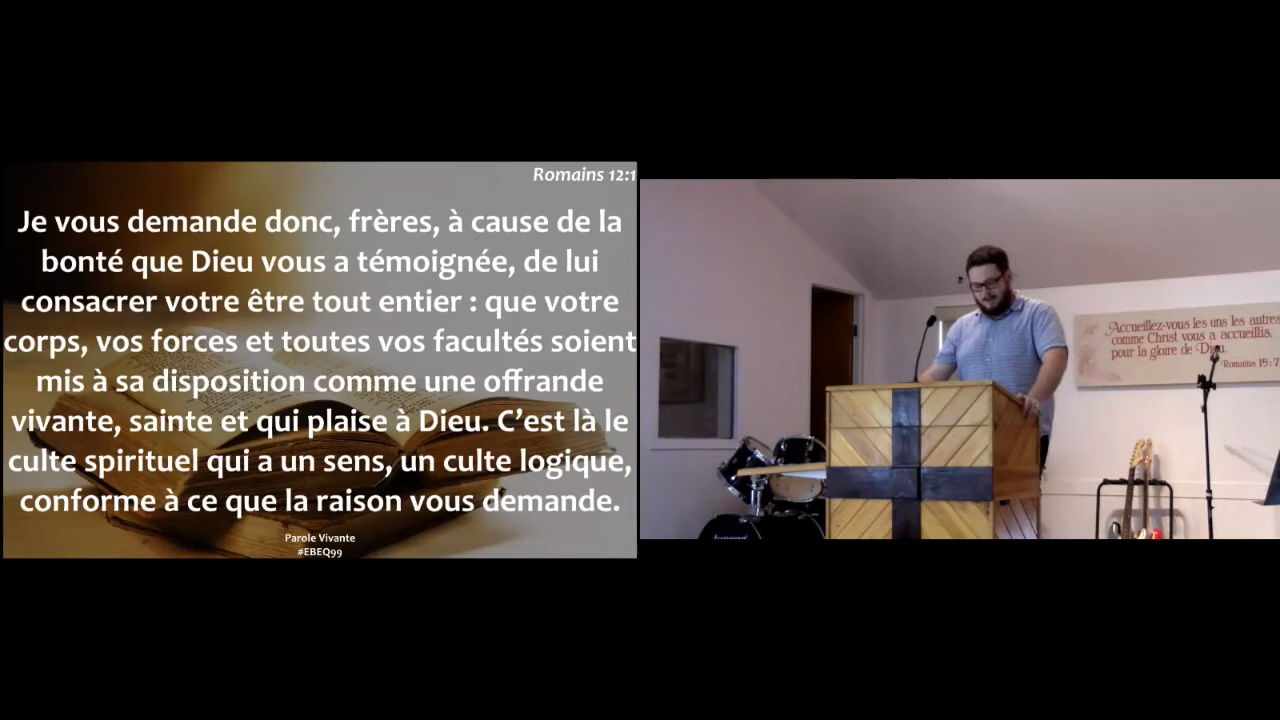 Romains 12:1
Je vous demande donc, frères, à cause de la
bonté que Dieu vous a témoignée, de lui
consacrer votre être tout entier : que votre
corps, vos forces et toutes vos facultés soient
mis à sa disposition comme une offrande
vivante, sainte et qui plaise à Dieu. C’est là le
culte spirituel qui a un sens, un culte logique,
conforme à ce que la raison vous demande.
Parole Vivante
#EBEQ99
Accueillez-vous les uns les autres
comme Christ vous a accueillis,
pour la gloire de Dieu.
Romains 15:7